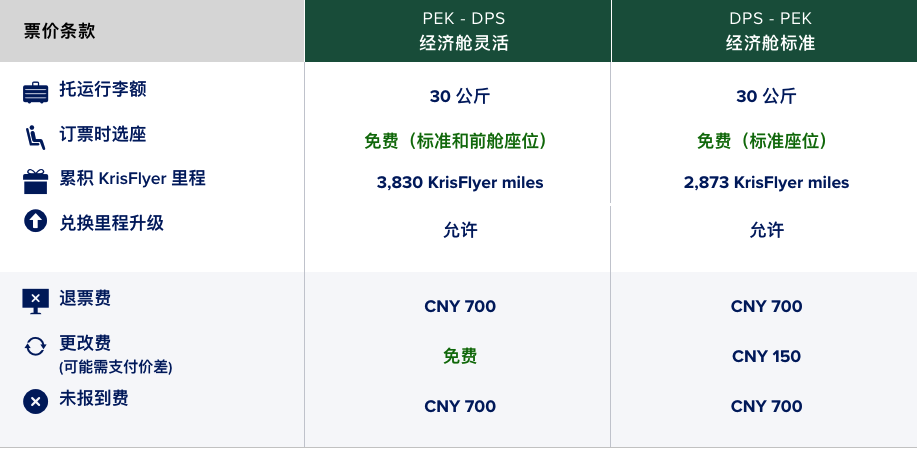 票价条款
PEK - DPS
经济舱灵活
DPS - PEK
经济舱标准
托运行李额
30 公斤
30 公斤
订票时选座
免费（标准和前舱座位）
免费（标准座位）
累积 KrisFlyer 里程
3,830 KrisFlyer miles
2,873 KrisFlyer miles
兑换里程升级
允许
允许
退票费
CNY 700
CNY 700
更改费
(可能需支付价差)
免费
CNY 150
未报到费
CNY 700
CNY 700